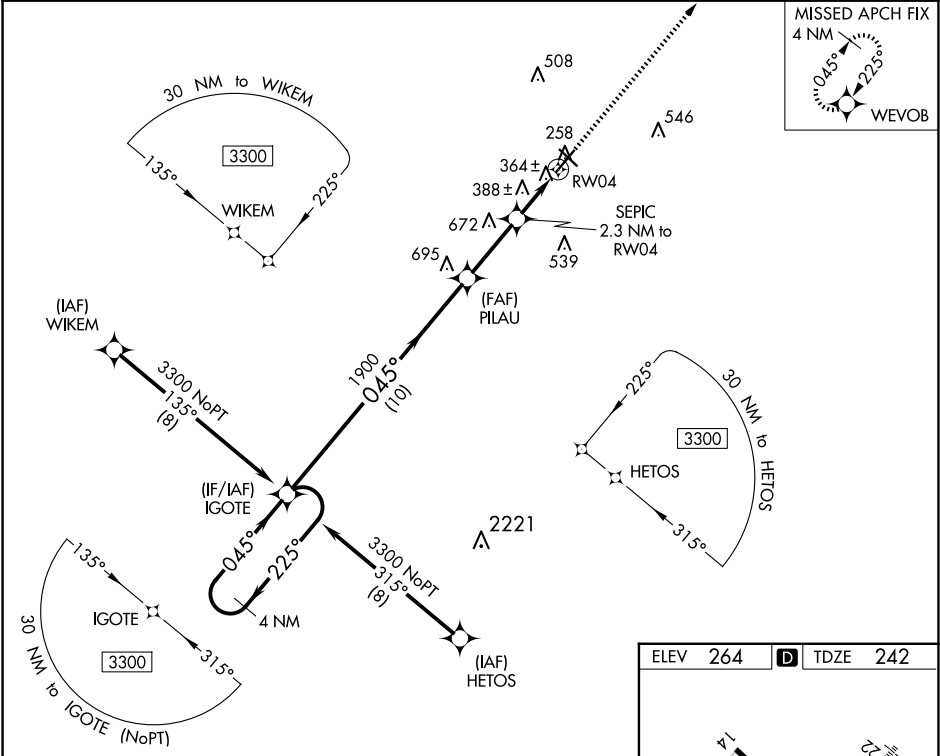 MISSED APCH FIX
4 NM
045°
225°
WEVOB
508
546
258
364±
RW04
388±
672
SEPIC
2.3 NM to
RW04
539
695
(FAF)
PILAU
30 NM to WIKEM
3300
135°
225°
WIKEM
(IAF)
WIKEM
3300 NoPT
135°
(8)
1900
045°
(10)
225°
30 NM to HETOS
3300
HETOS
315°
(IF/IAF)
IGOTE
045°
225°
4 NM
2221
3300 NoPT
315°
(8)
(IAF)
HETOS
135°
IGOTE
315°
3300
30 NM to IGOTE (NoPT)
ELEV 264 D TDZE 242
14
22